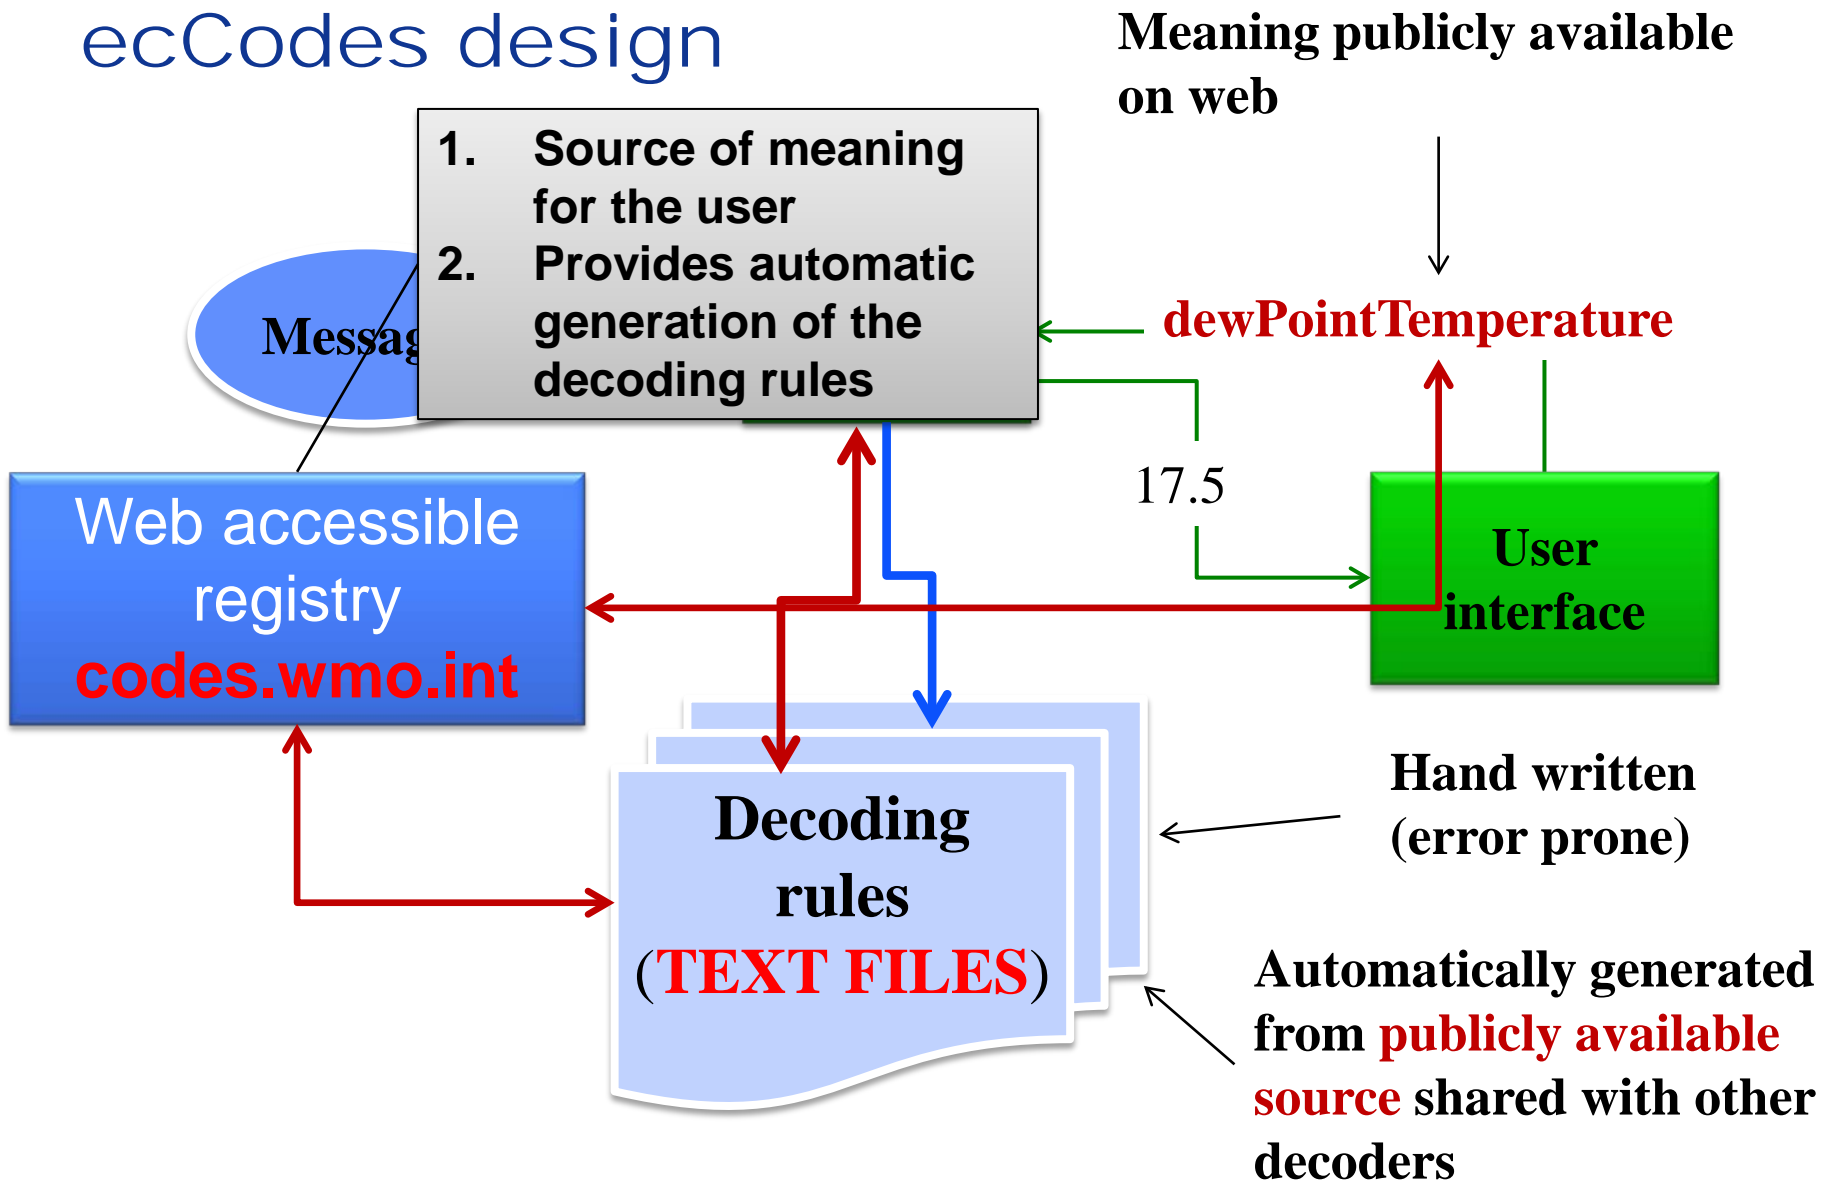 ecCodes design
Meaning publicly available
on web
1. Source of meaning
for the user
2. Provides automatic
generation of the
decoding rules
Messag
dewPointTemperature
17.5
Web accessible
registry
codes.wmo.int
User
interface
Decoding
rules
(TEXT FILES)
Hand written
(error prone)
Automatically generated
from publicly available
source shared with other
decoders